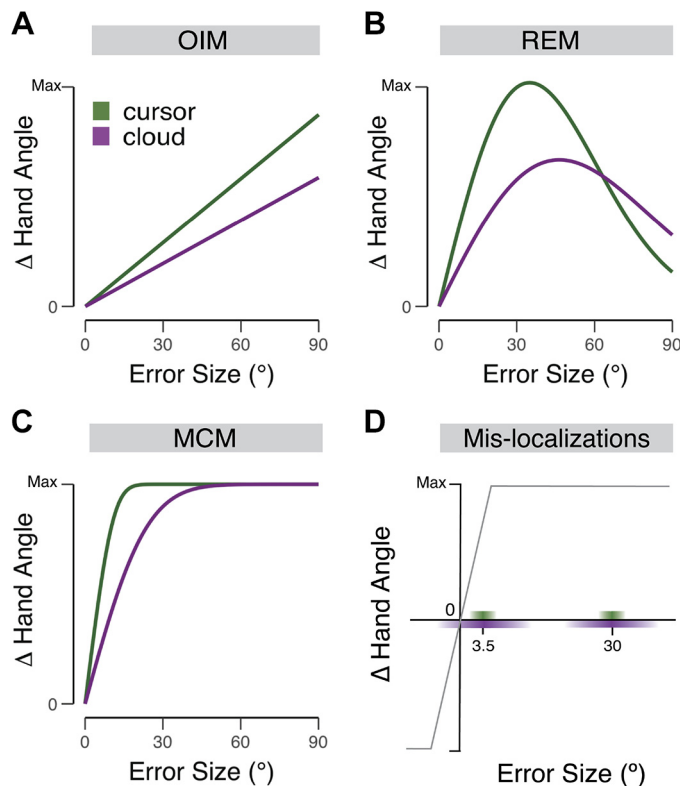 A
OIM
Max
cursor
cloud
Δ Hand Angle
0
0 30 60 90
Error Size (°)
B
REM
Max
Δ Hand Angle
0
0 30 60 90
Error Size (°)
C
MCM
Max
Δ Hand Angle
0
0 30 60 90
Error Size (°)
D
Mis-localizations
Max
Δ Hand Angle
0
3.5 30
Error Size (º)